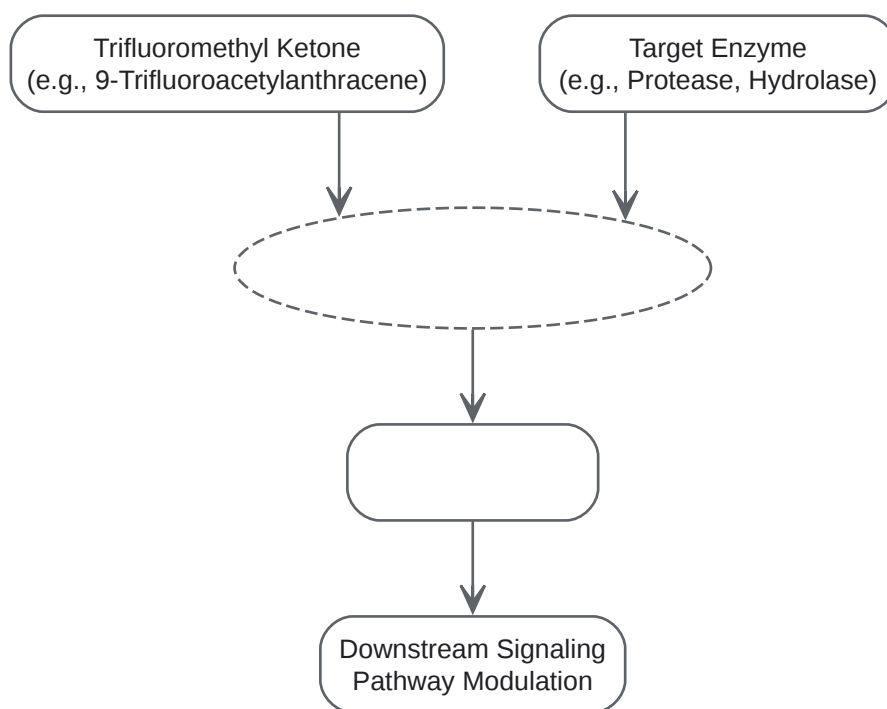 Trifluoromethyl Ketone
(e.g., 9-Trifluoroacetylanthracene)
Target Enzyme
(e.g., Protease, Hydrolase)
Downstream Signaling
Pathway Modulation